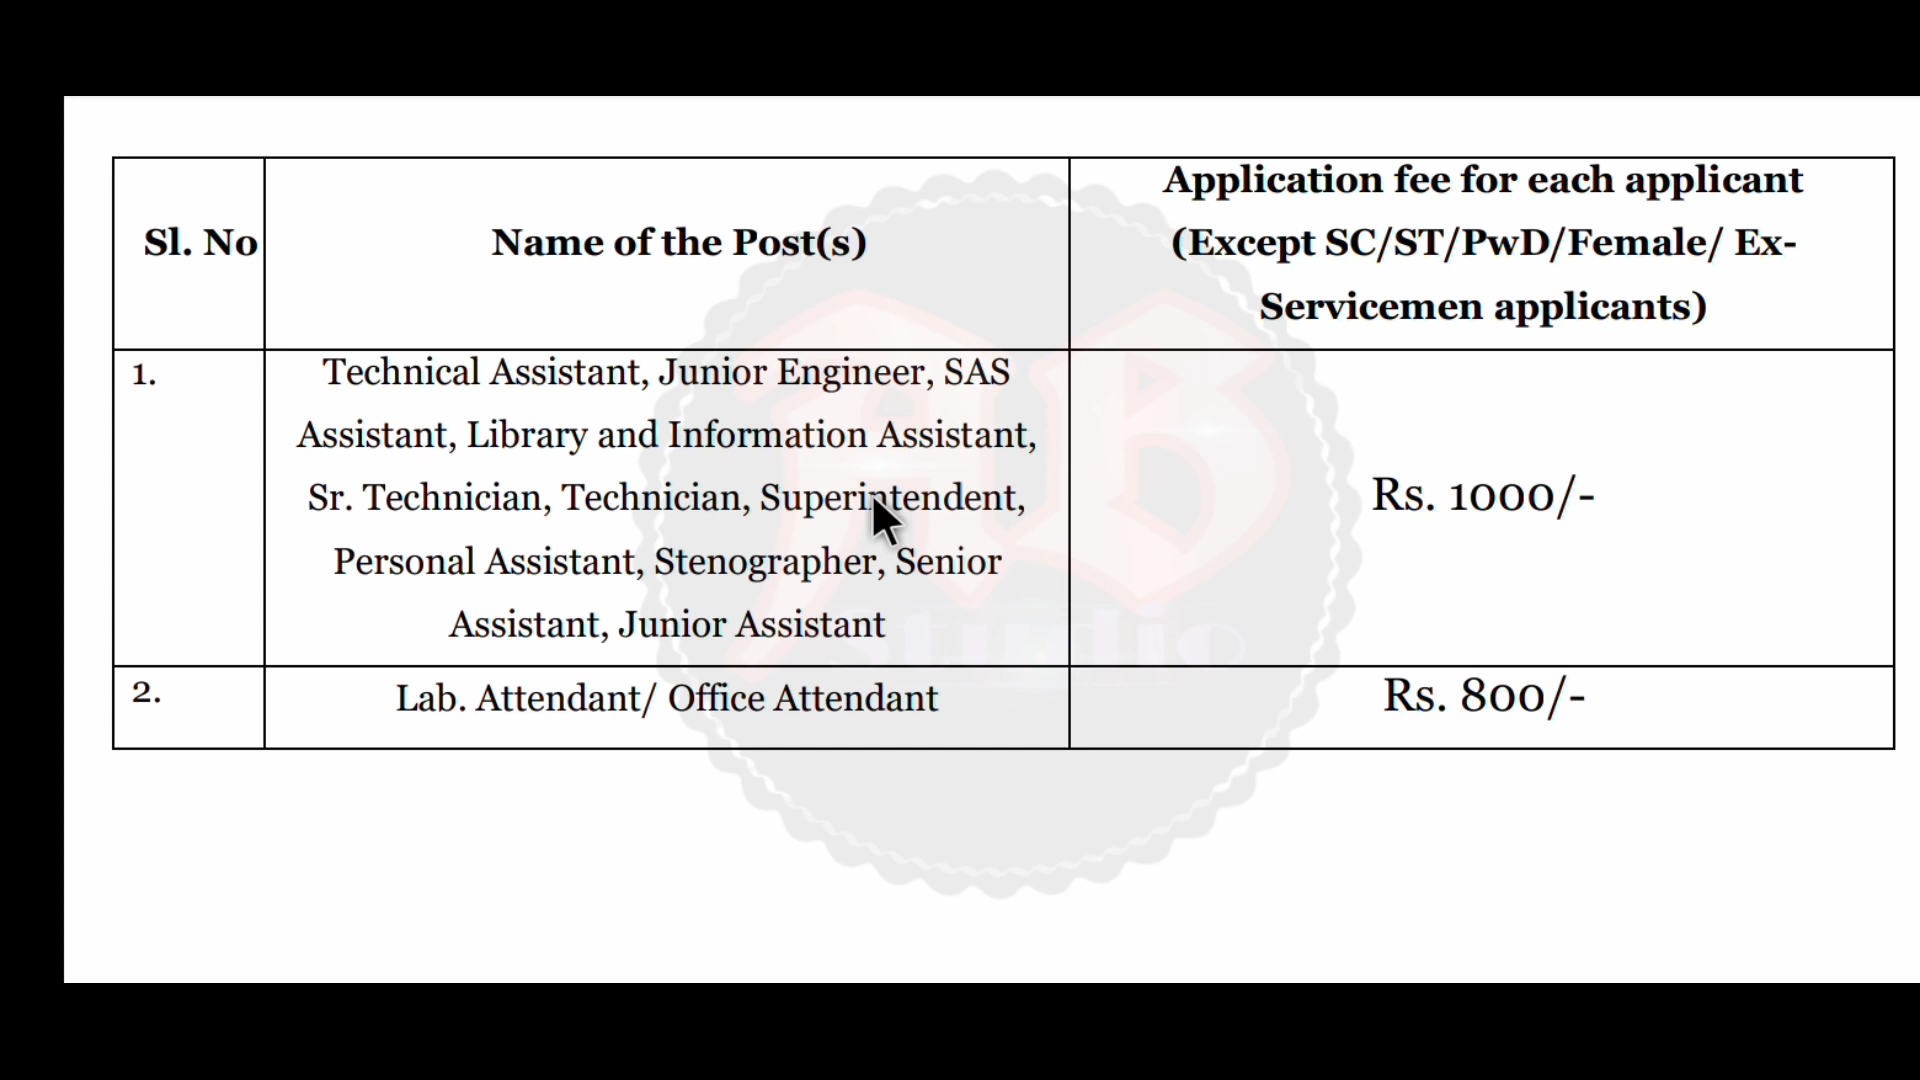 Sl. No
Name of the Post(s)
Application fee for each applicant
(Except SC/ST/PwD/Female/ Ex-
Servicemen applicants)
1.
Technical Assistant, Junior Engineer, SAS
Assistant, Library and Information Assistant,
Sr. Technician, Technician, Superintendent,
Personal Assistant, Stenographer, Senior
Assistant, Junior Assistant
Rs. 1000/-
2.
Lab. Attendant/ Office Attendant
Rs. 800/-
AB
Studio